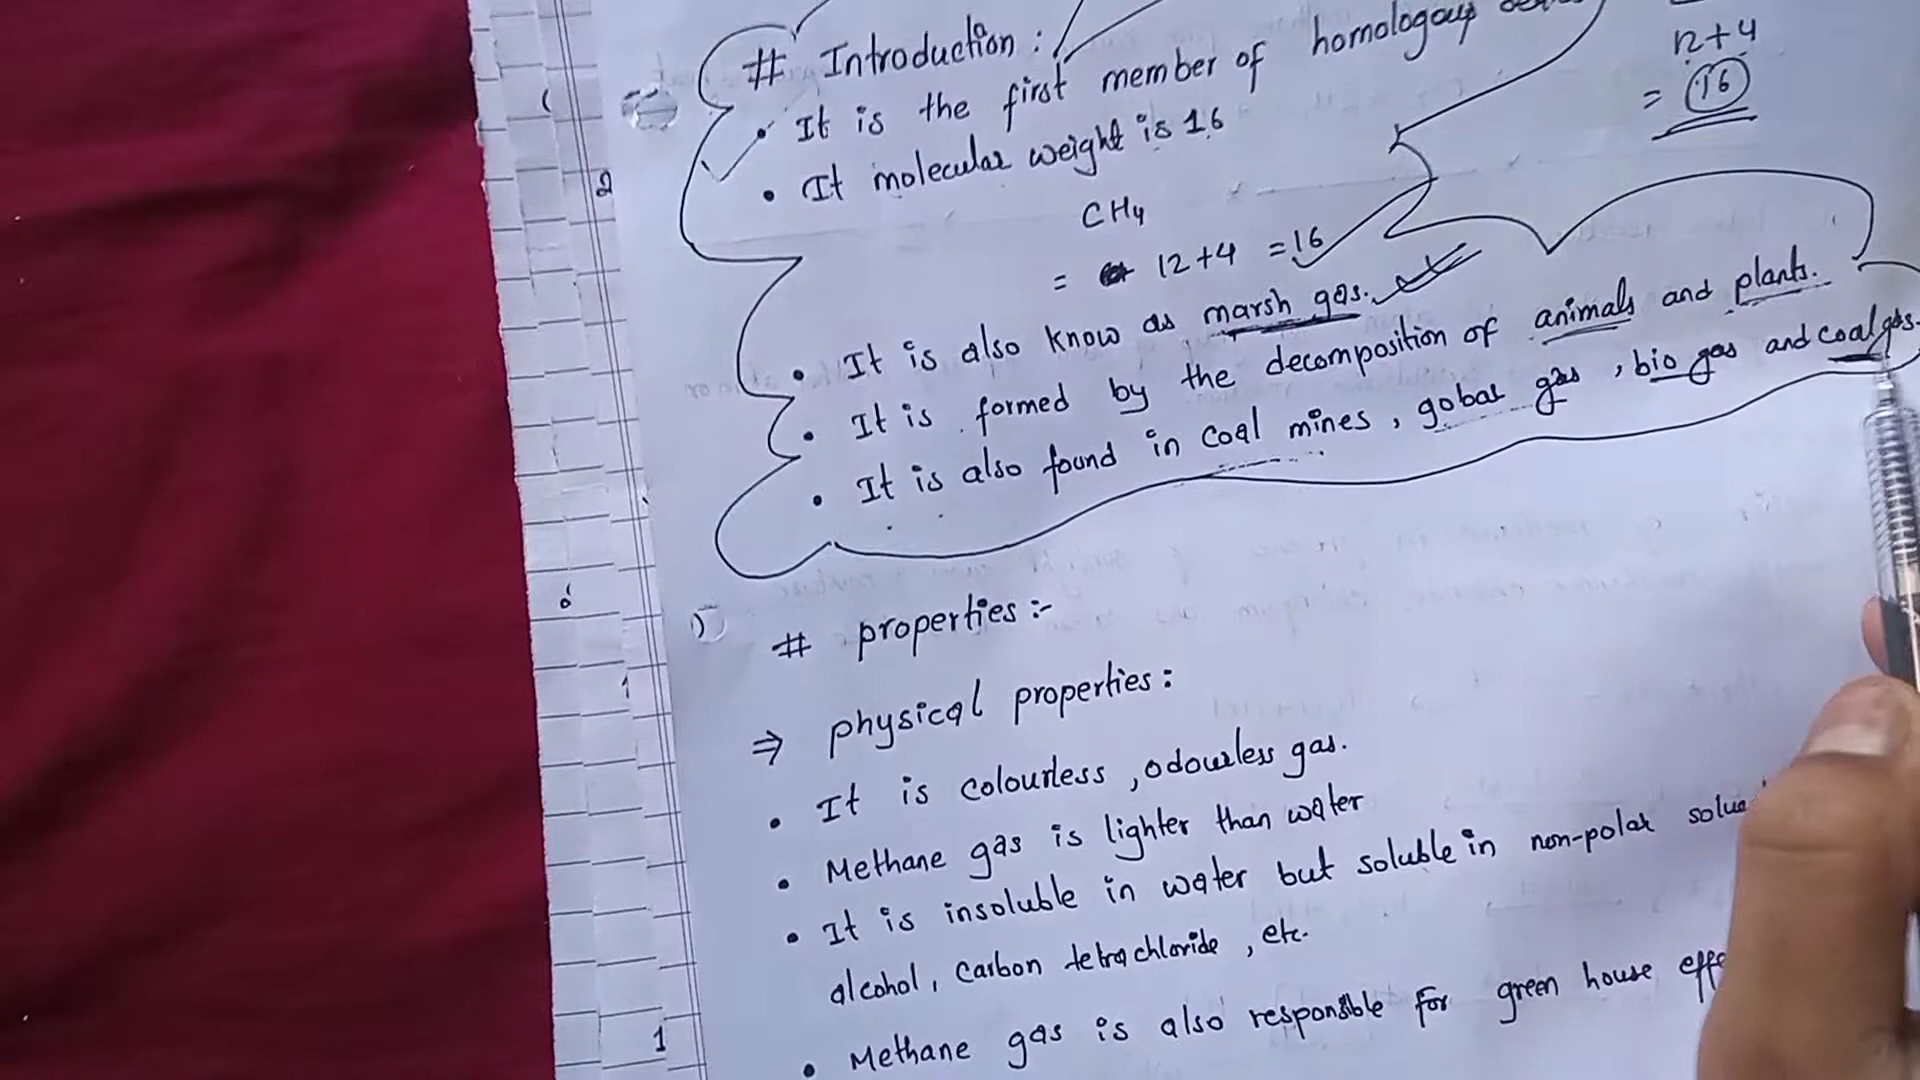 # Introduction :
12+4
• It is the first member of homologous
= 16
• It molecular weight is 16
CH4
= 12+4 =16
• It is also know as marsh gas.
• It is formed by the decomposition of animals and plants.
• It is also found in coal mines, gobar gas, bio gas and coal gas.
# properties :-
⇒ physical properties :
• It is colourless, odourless gas.
• Methane gas is lighter than water
• It is insoluble in water but soluble in non-polar
alcohol, carbon tetrachloride, etc.
• Methane gas is also responsible for green house
2
1
1